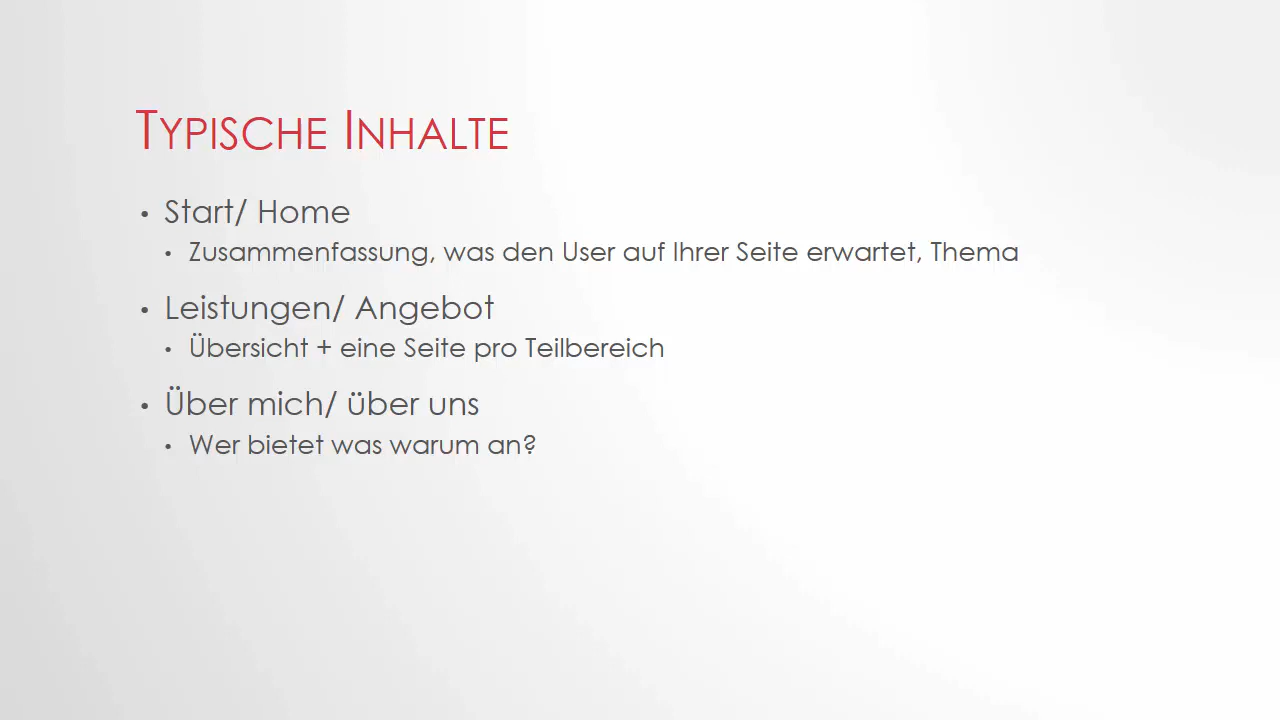 Typische Inhalte
• Start/ Home
• Zusammenfassung, was den User auf Ihrer Seite erwartet, Thema
• Leistungen/ Angebot
• Übersicht + eine Seite pro Teilbereich
• Über mich/ über uns
• Wer bietet was warum an?